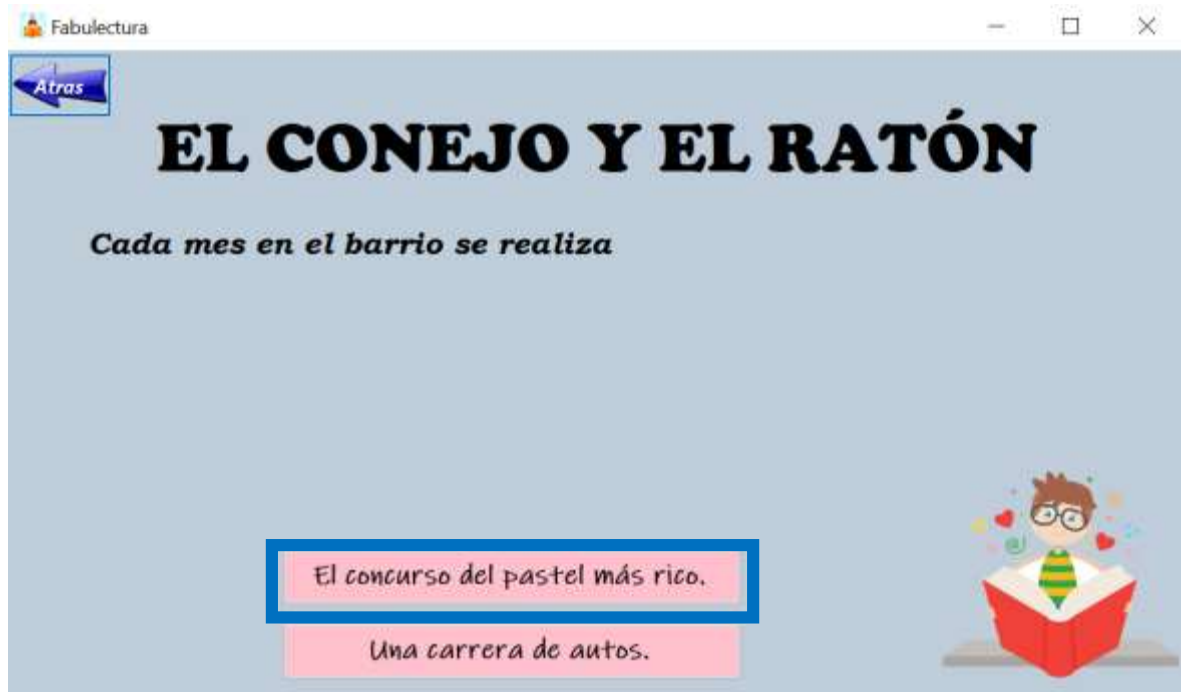 Fabulectura
Atras
EL CONEJO Y EL RATÓN
Cada mes en el barrio se realiza
@
El concurso del pastel más rico.
Una carrera de autos.